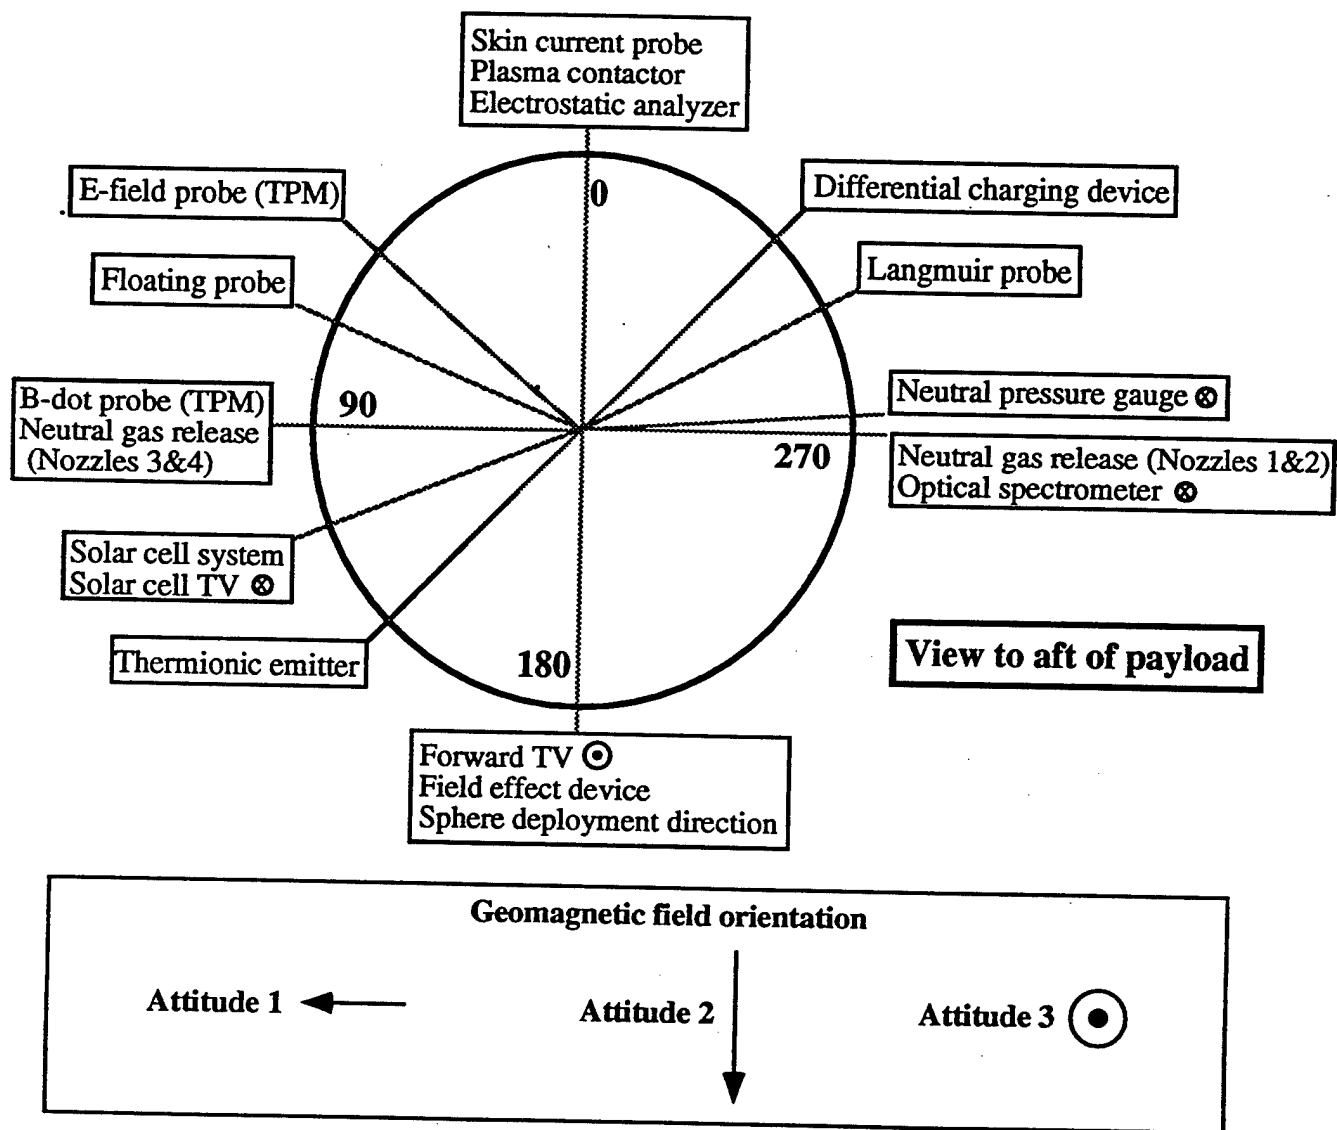 Skin current probe
Plasma contactor
Electrostatic analyzer
E-field probe (TPM)
0
Differential charging device
Floating probe
Langmuir probe
B-dot probe (TPM)
Neutral gas release
(Nozzles 3&4)
90
Neutral pressure gauge ⊗
270
Neutral gas release (Nozzles 1&2)
Optical spectrometer ⊗
Solar cell system
Solar cell TV ⊗
Thermionic emitter
180
View to aft of payload
Forward TV ⊙
Field effect device
Sphere deployment direction
Geomagnetic field orientation
Attitude 1
Attitude 2
Attitude 3